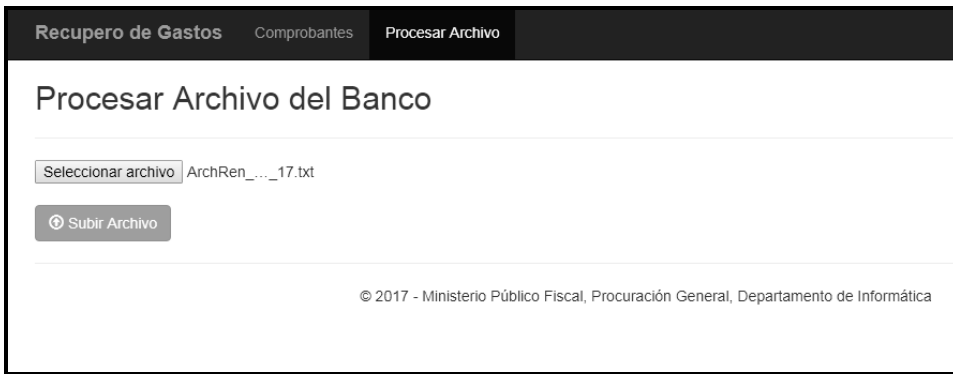 Recupero de Gastos Comprobantes Procesar Archivo
Procesar Archivo del Banco
Seleccionar archivo ArchRen_..._17.txt
Subir Archivo
© 2017 - Ministerio Público Fiscal, Procuración General, Departamento de Informática